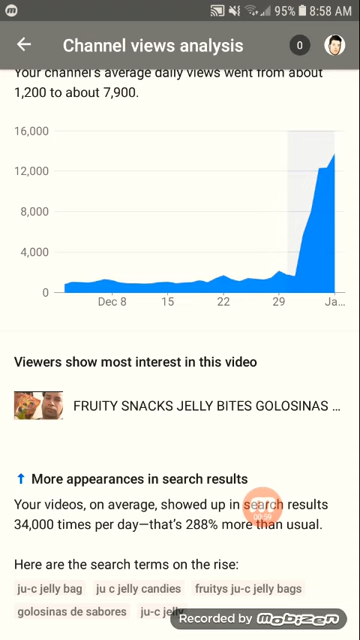 95% 8:58 AM
Channel views analysis 0
Your channel's average daily views went from about
1,200 to about 7,900.
16,000
12,000
8,000
4,000
0
Dec 8 15 22 29 Ja...
Viewers show most interest in this video
FRUITY SNACKS JELLY BITES GOLOSINAS ...
More appearances in search results
Your videos, on average, showed up in search results
34,000 times per day—that's 288% more than usual.
Here are the search terms on the rise:
ju-c jelly bag ju c jelly candies fruitys ju-c jelly bags
golosinas de sabores ju-c jelly
Recorded by mobizen